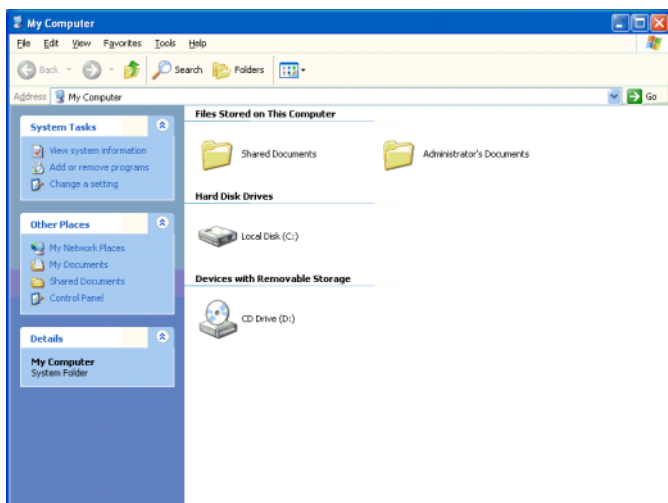 My Computer
File Edit View Favorites Tools Help
Back Search Folders
Address My Computer Go
System Tasks
View system information
Add or remove programs
Change a setting
Other Places
My Network Places
My Documents
Shared Documents
Control Panel
Details
My Computer
System Folder
Files Stored on This Computer
Shared Documents Administrator's Documents
Hard Disk Drives
Local Disk (C:)
Devices with Removable Storage
CD Drive (D:)